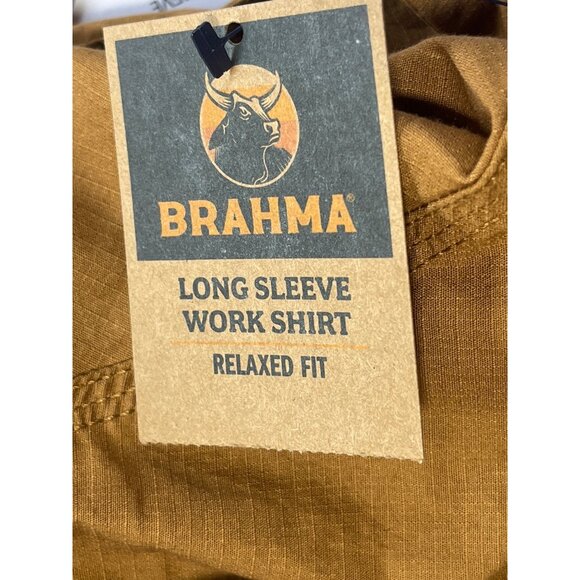 BRAHMA®
LONG SLEEVE
WORK SHIRT
RELAXED FIT